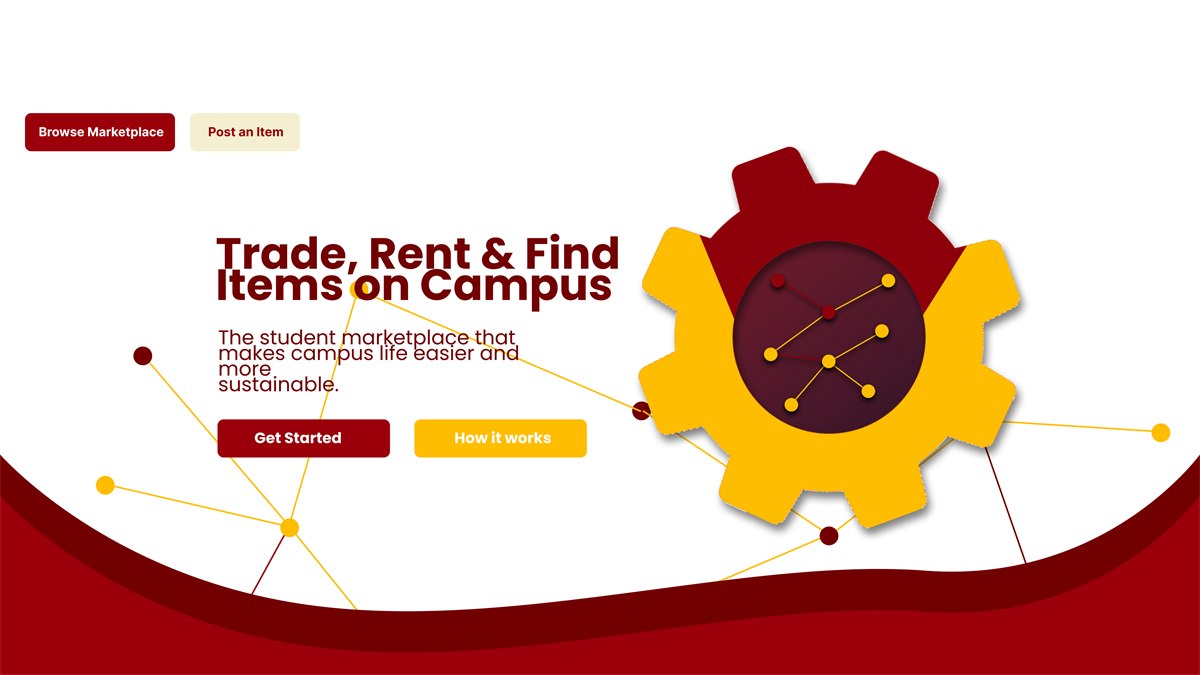 Browse Marketplace
Post an Item
Trade, Rent & Find
Items on Campus
The student marketplace that
makes campus life easier and
more
sustainable.
Get Started
How it works